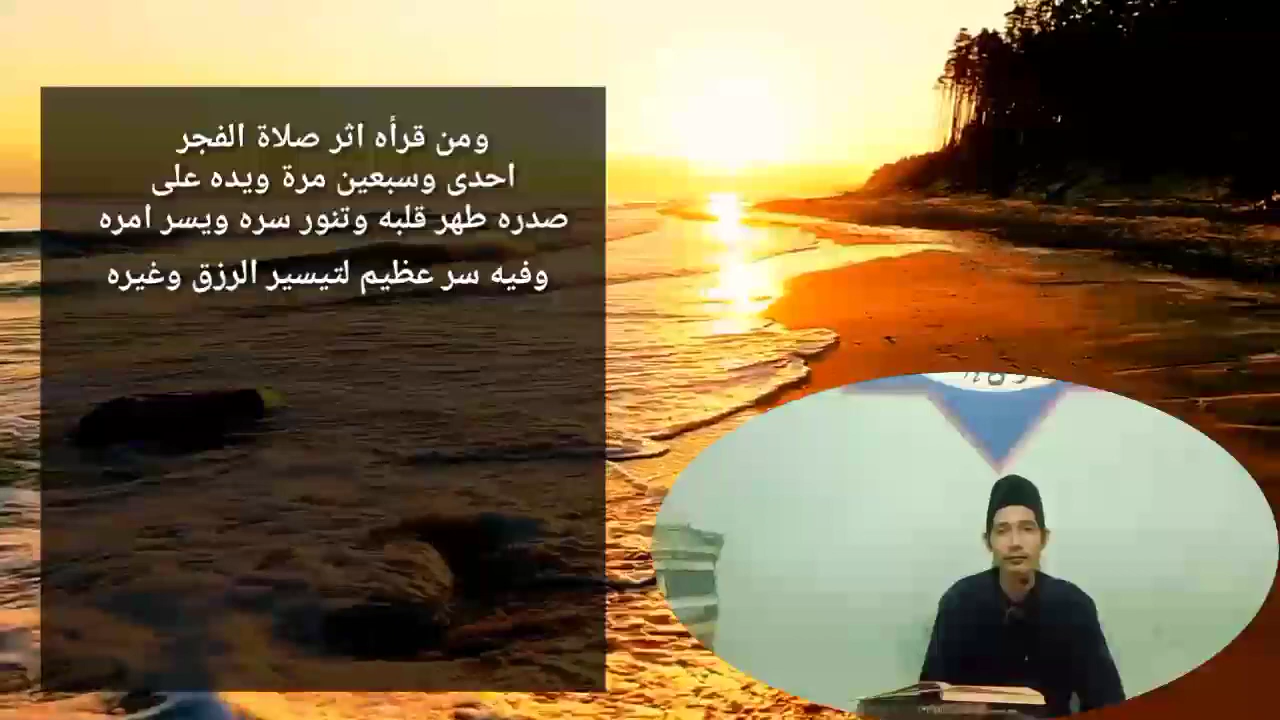 ومن قرأه اثر صلاة الفجر
احدى وسبعين مرة ويده على
صدره طهر قلبه وتنور سره ويسر امره
وفيه سر عظيم لتيسير الرزق وغيره